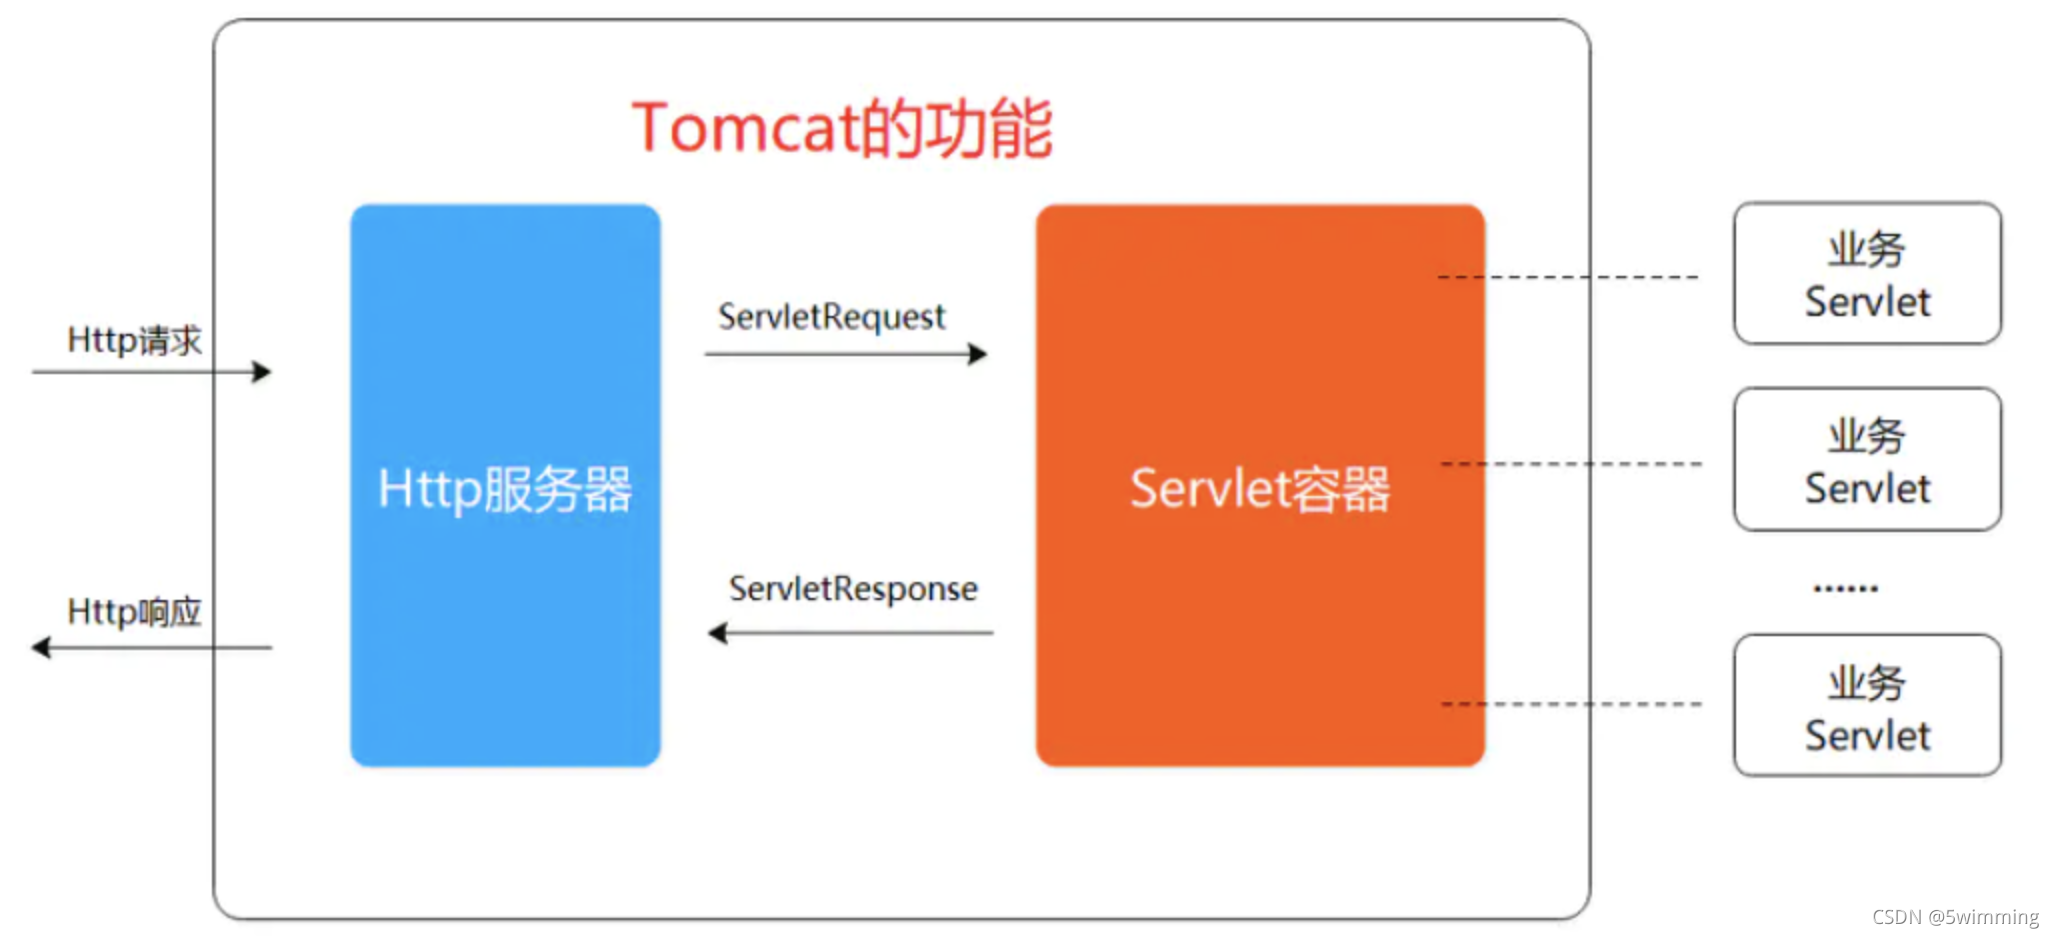 Tomcat的功能
Http请求
ServletRequest
Http服务器
Servlet容器
ServletResponse
Http响应
业务
Servlet
业务
Servlet
......
业务
Servlet
CSDN @5wimming